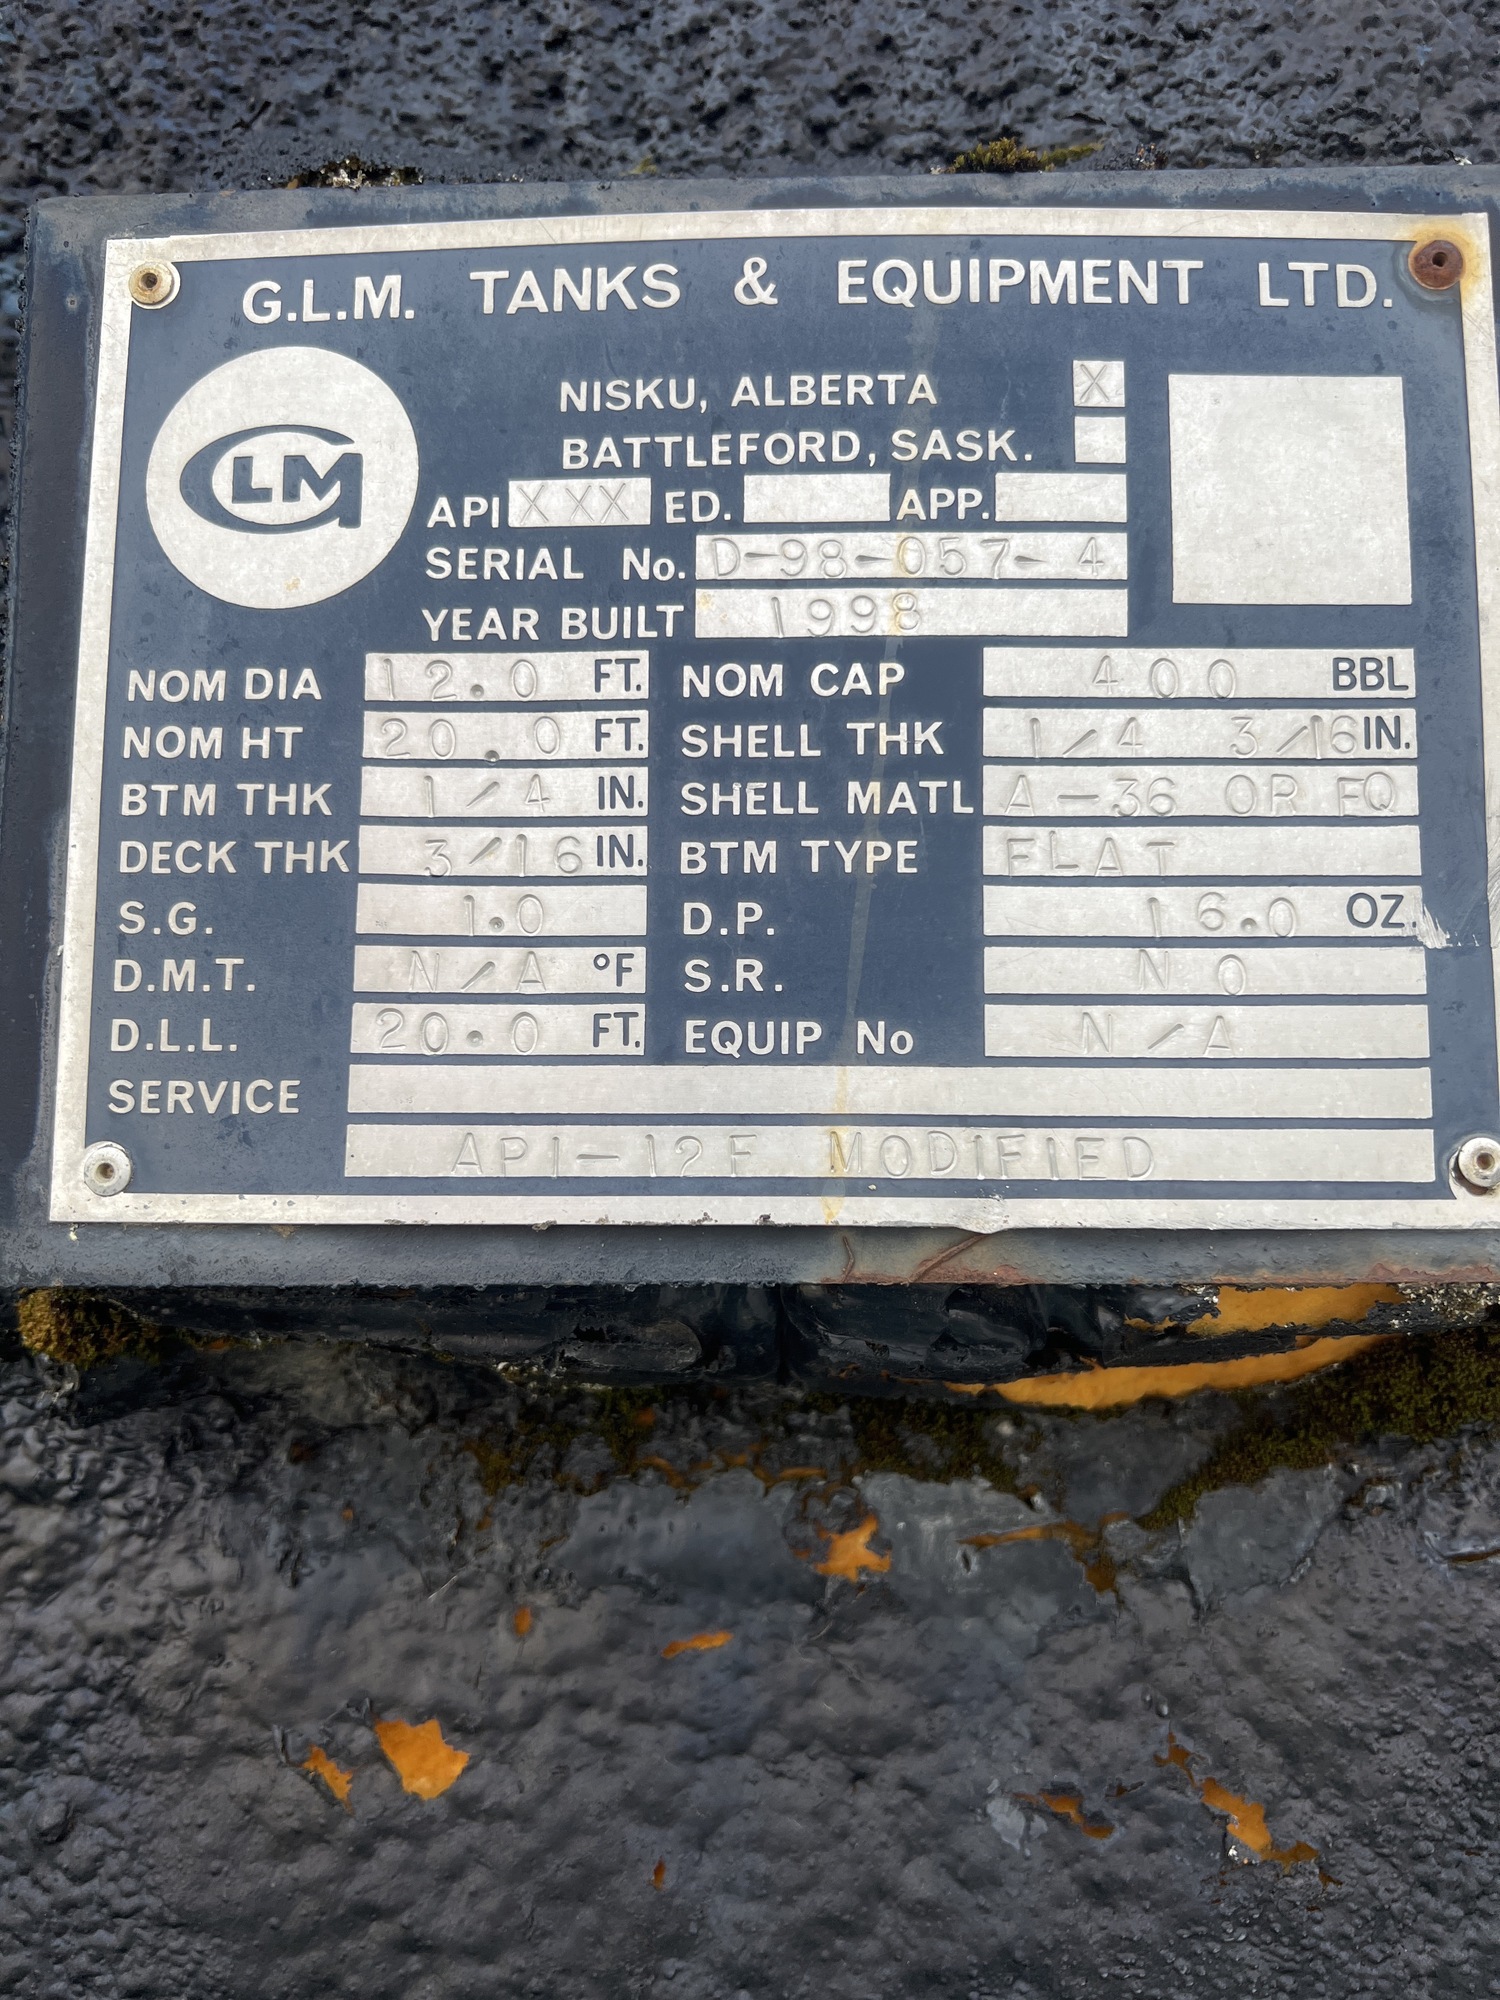 G.L.M. TANKS & EQUIPMENT LTD.
GLM
NISKU, ALBERTA X
BATTLEFORD, SASK.
API XXX ED. APP.
SERIAL No. D-98-057-4
YEAR BUILT 1998
NOM DIA 12.0 FT. NOM CAP 400 BBL
NOM HT 20.0 FT. SHELL THK 1/4 3/16 IN.
BTM THK 1/4 IN. SHELL MATL A-36 OR EQ
DECK THK 3/16 IN. BTM TYPE FLAT
S.G. 1.0 D.P. 16.0 OZ.
D.M.T. N/A °F S.R. NO
D.L.L. 20.0 FT. EQUIP No N/A
SERVICE
API-12F MODIFIED